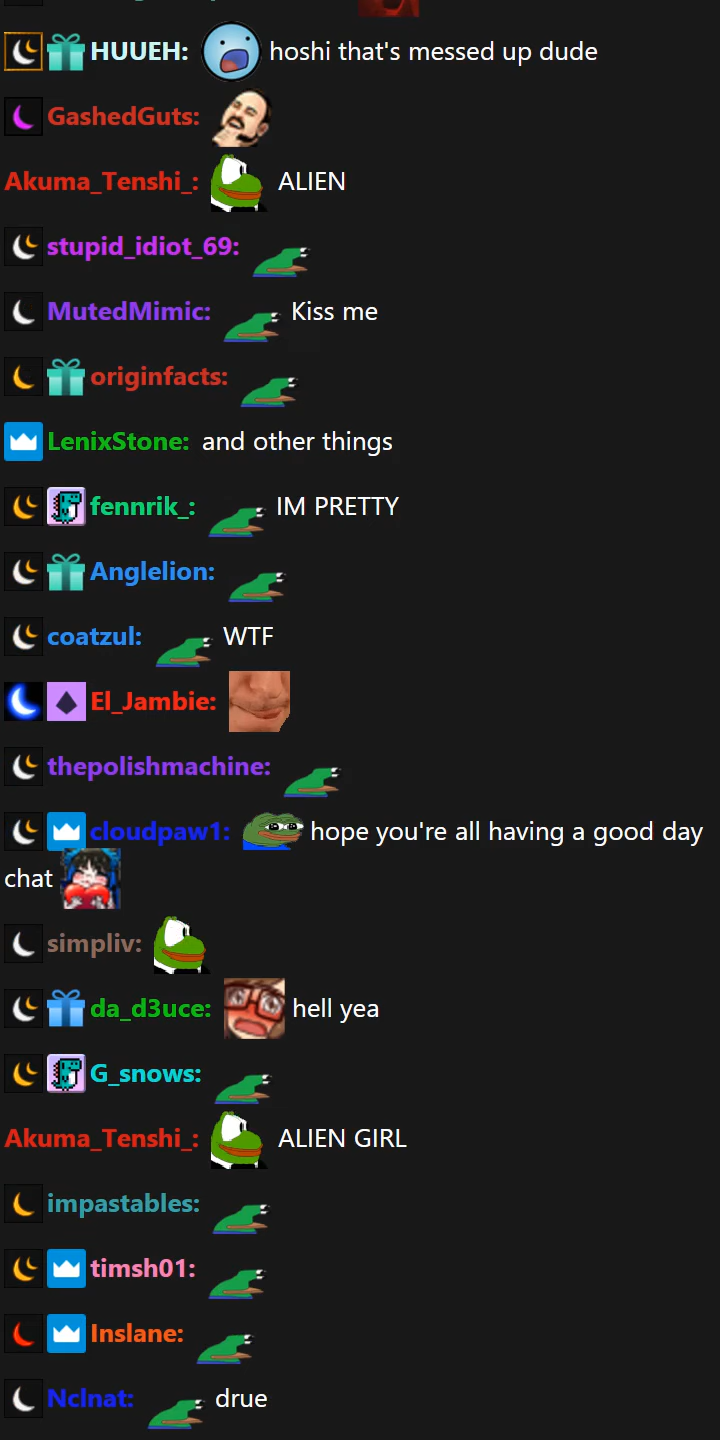 HUUEH: hoshi that's messed up dude
GashedGuts:
Akuma_Tenshi_: ALIEN
stupid_idiot_69:
MutedMimic: Kiss me
originfacts:
LenixStone: and other things
fennrik_: IM PRETTY
Anglelion:
coatzul: WTF
El_Jambie:
thepolishmachine:
cloudpaw1: hope you're all having a good day
chat
simpliv:
da_d3uce: hell yea
G_snows:
Akuma_Tenshi_: ALIEN GIRL
impastables:
timsh01:
Inslane:
Nclnat: drue